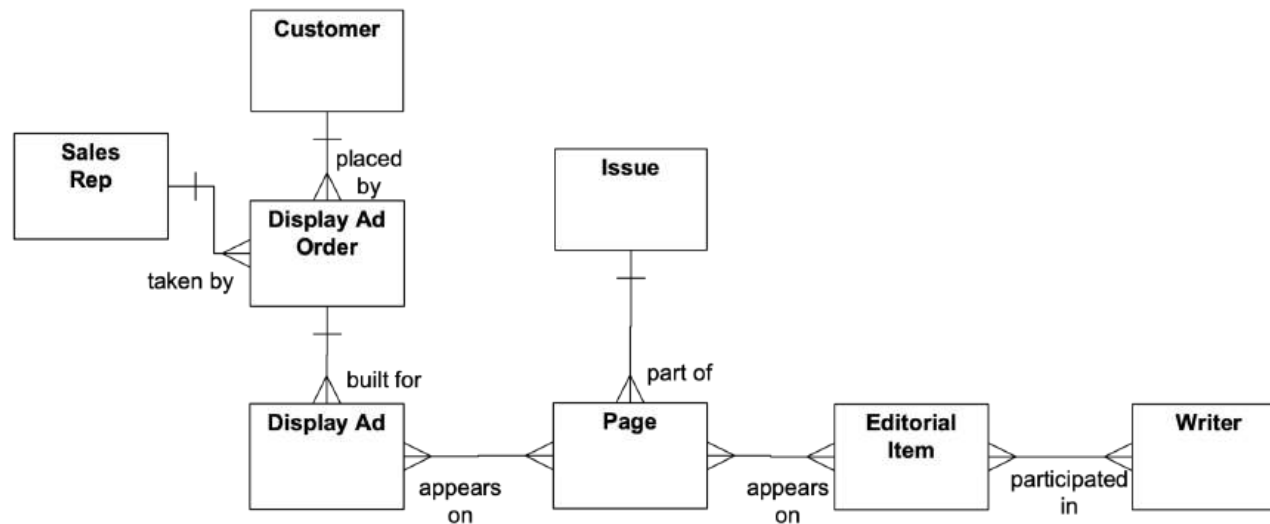 Customer
Sales
Rep
placed
by
Issue
Display Ad
Order
taken by
built for
part of
Display Ad
Page
Editorial
Item
Writer
appears
on
appears
on
participated
in